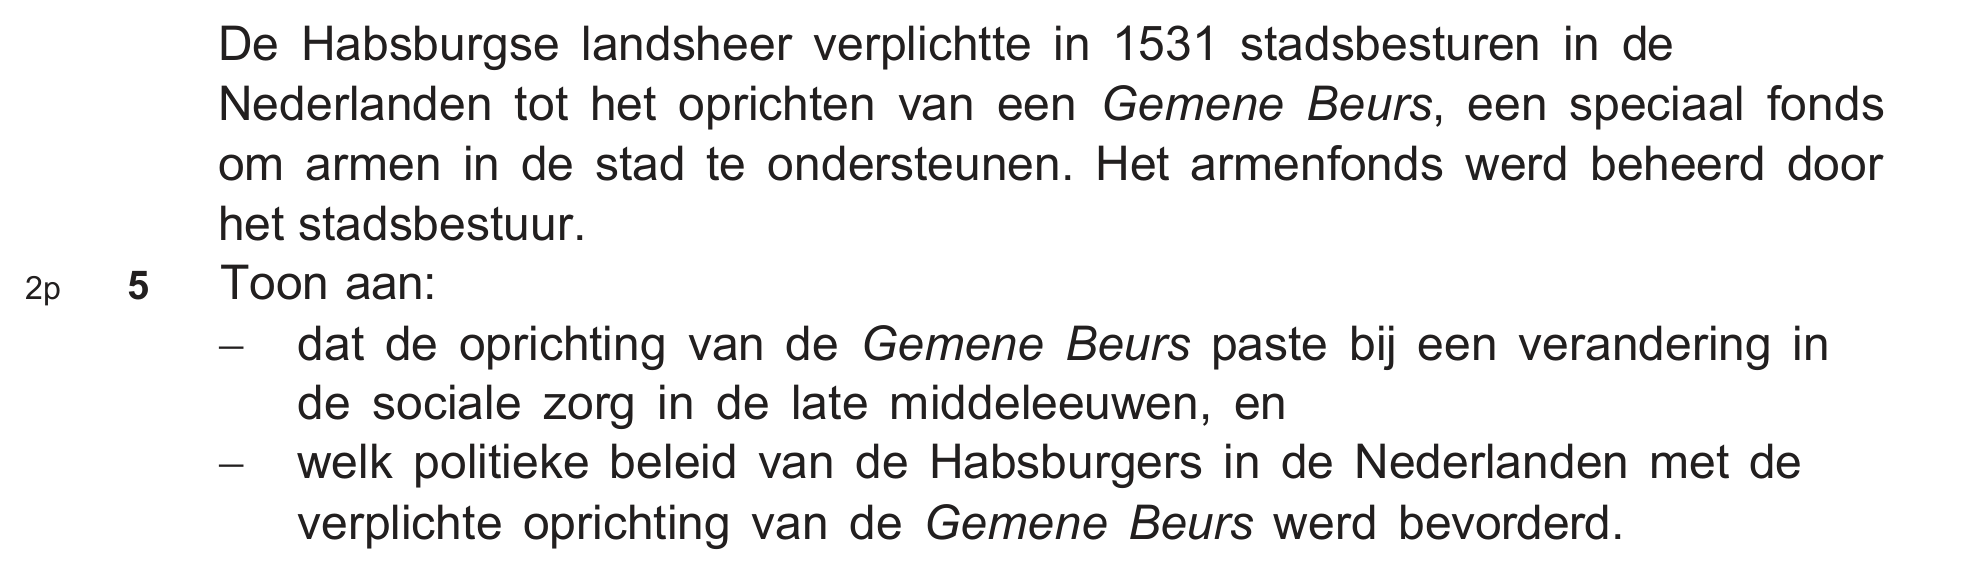 De Habsburgse landsheer verplichtte in 1531 stadsbesturen in de
Nederlanden tot het oprichten van een Gemene Beurs, een speciaal fonds
om armen in de stad te ondersteunen. Het armenfonds werd beheerd door
het stadsbestuur.
2p 5 Toon aan:
– dat de oprichting van de Gemene Beurs paste bij een verandering in
de sociale zorg in de late middeleeuwen, en
– welk politieke beleid van de Habsburgers in de Nederlanden met de
verplichte oprichting van de Gemene Beurs werd bevorderd.